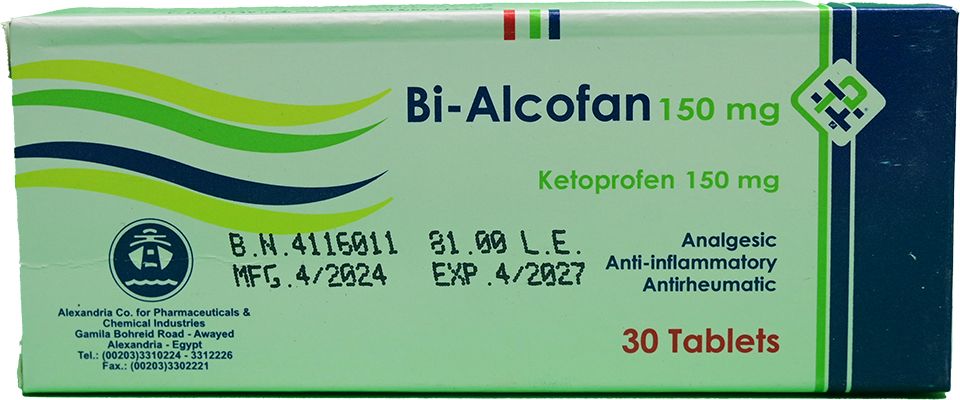 Bi-Alcofan 150 mg
Ketoprofen 150 mg
B.N.4116011 81.00 L.E.
MFG.4/2024 EXP.4/2027
Analgesic
Anti-inflammatory
Antirheumatic
30 Tablets
Alexandria Co. for Pharmaceuticals &
Chemical Industries
Gamila Bohreid Road - Awayed
Alexandria - Egypt
Tel.: (00203)3310224 - 3312226
Fax.: (00203)3302221